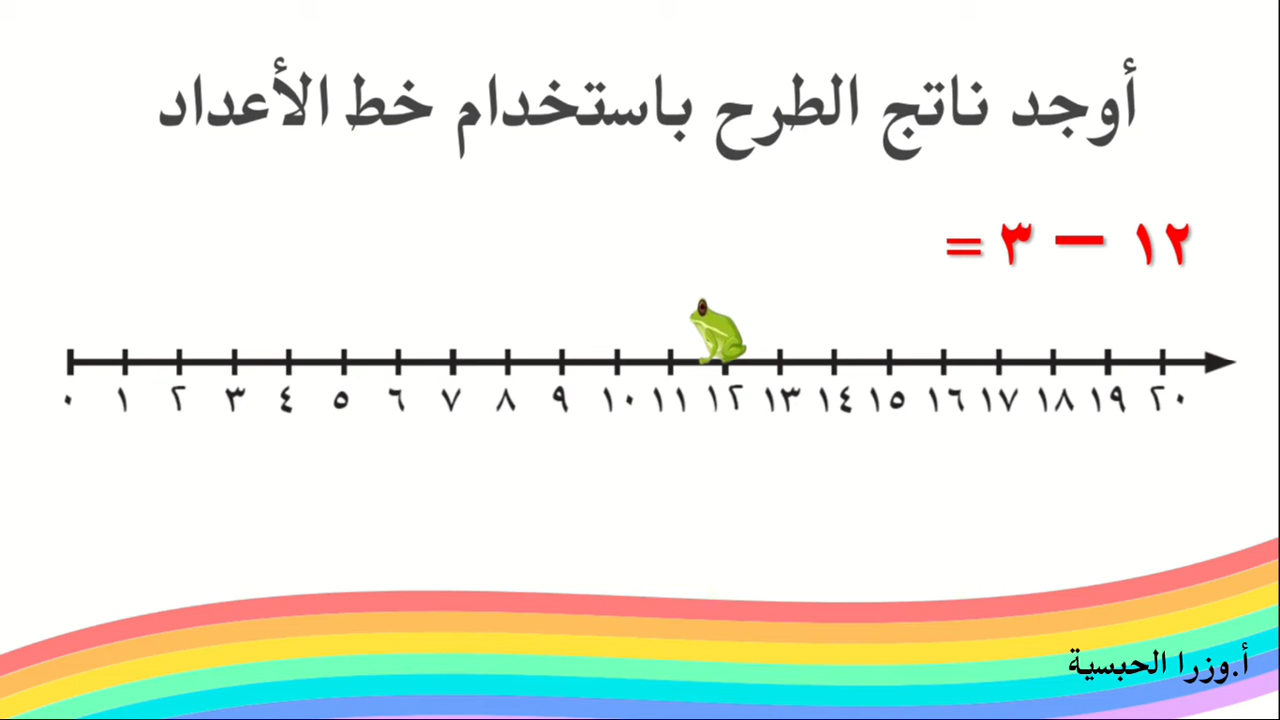 أوجد ناتج الطرح باستخدام خط الأعداد
١٢ − ٣ =
٠ ١ ٢ ٣ ٤ ٥ ٦ ٧ ٨ ٩ ١٠ ١١ ١٢ ١٣ ١٤ ١٥ ١٦ ١٧ ١٨ ١٩ ٢٠
أ.وزرا الحبسية